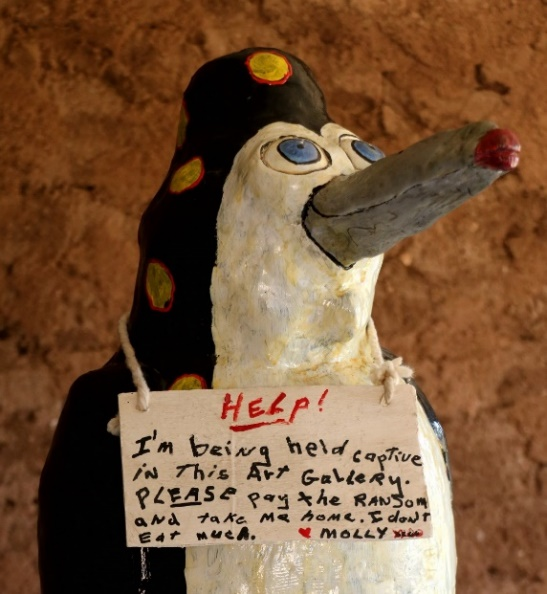 HELP!
I'm being held captive
in This Art Gallery.
PLEASE pay the RANSOM
and take me home. I don't
Eat much. ♥ MOLLY